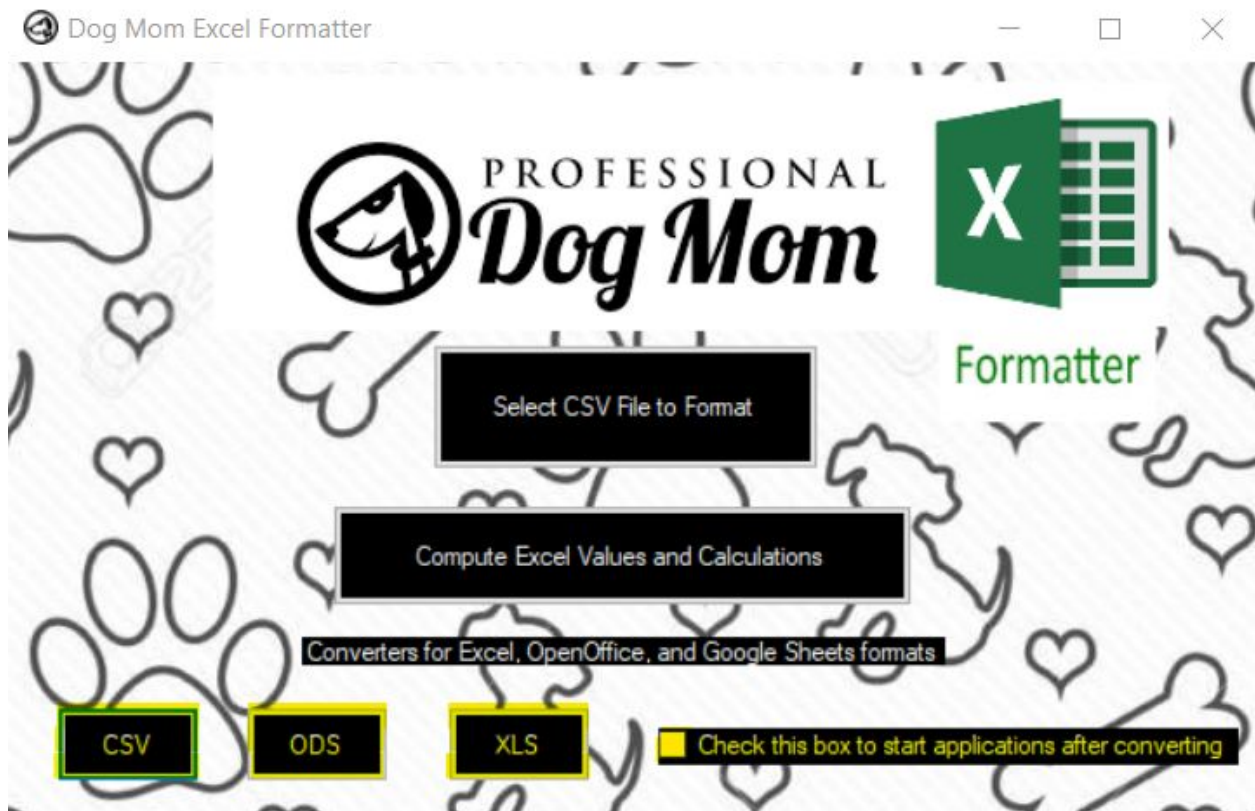 Dog Mom Excel Formatter
PROFESSIONAL
Dog Mom
X
Formatter
Select CSV File to Format
Compute Excel Values and Calculations
Converters for Excel, OpenOffice, and Google Sheets formats
CSV
ODS
XLS
Check this box to start applications after converting